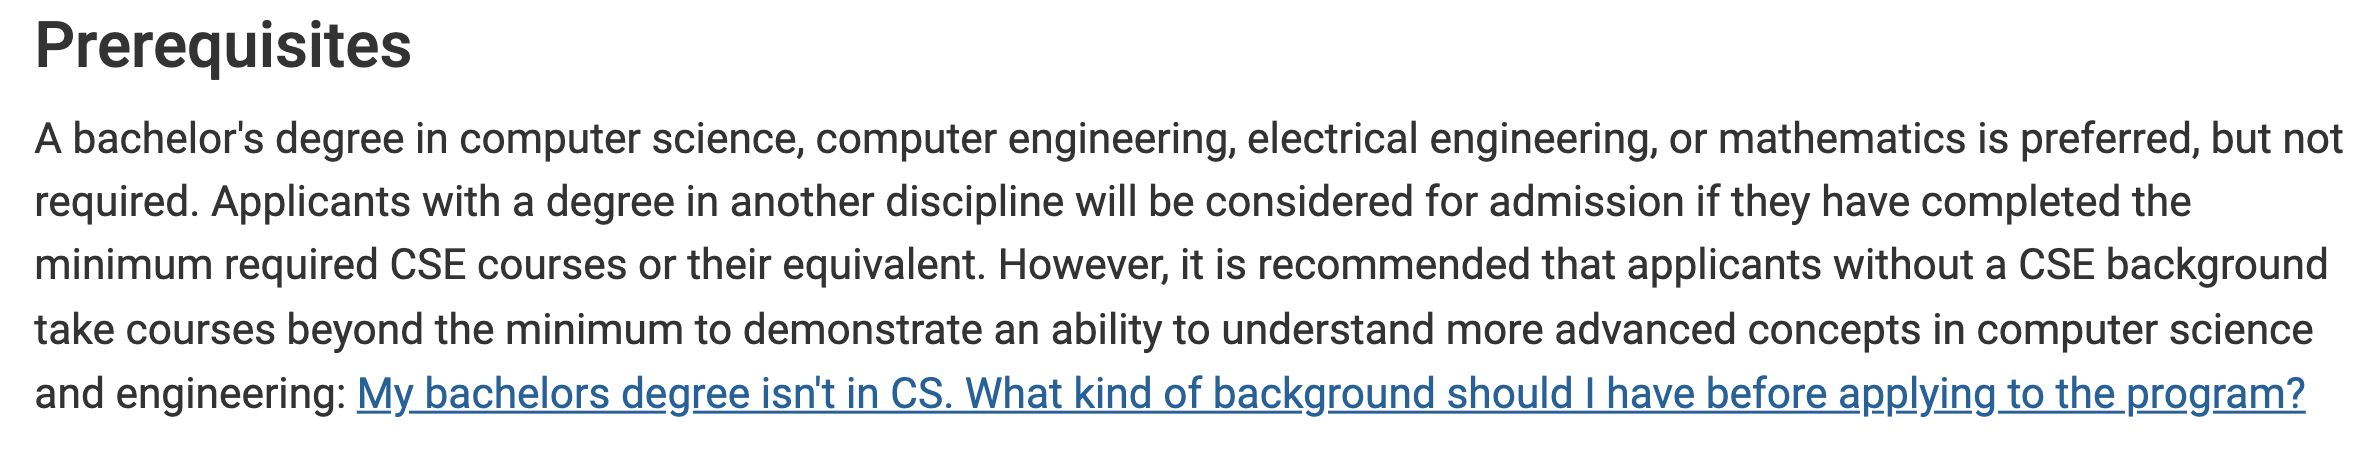 Prerequisites
A bachelor's degree in computer science, computer engineering, electrical engineering, or mathematics is preferred, but not
required. Applicants with a degree in another discipline will be considered for admission if they have completed the
minimum required CSE courses or their equivalent. However, it is recommended that applicants without a CSE background
take courses beyond the minimum to demonstrate an ability to understand more advanced concepts in computer science
and engineering: My bachelors degree isn't in CS. What kind of background should I have before applying to the program?